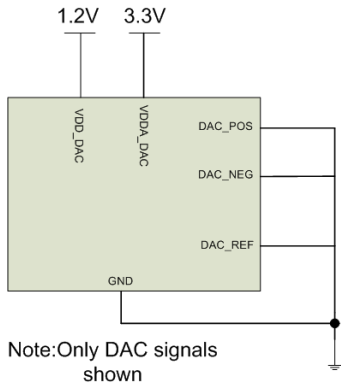 1.2V 3.3V
VDD_DAC
VDDA_DAC
DAC_POS
DAC_NEG
DAC_REF
GND
Note:Only DAC signals
shown